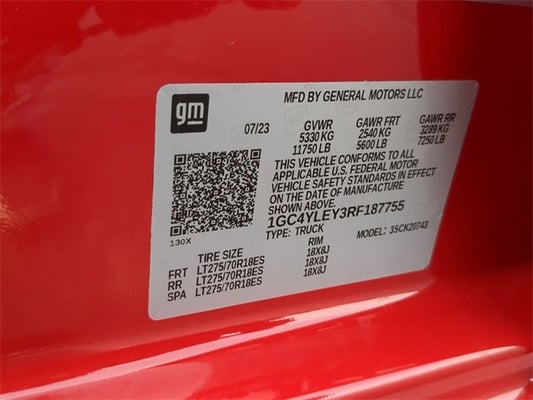 gm
MFD BY GENERAL MOTORS LLC
07/23 GVWR GAWR FRT GAWR RR
5330 KG 2540 KG 3289 KG
11750 LB 5600 LB 7250 LB
THIS VEHICLE CONFORMS TO ALL
APPLICABLE U.S. FEDERAL MOTOR
VEHICLE SAFETY STANDARDS IN EFFECT
ON THE DATE OF MANUFACTURE
SHOWN ABOVE.
1GC4YLEY3RF187755
130X
TYPE: TRUCK MODEL: 3SCK20743
TIRE SIZE RIM
FRT LT275/70R18ES 18X8J
RR LT275/70R18ES 18X8J
SPA LT275/70R18ES 18X8J